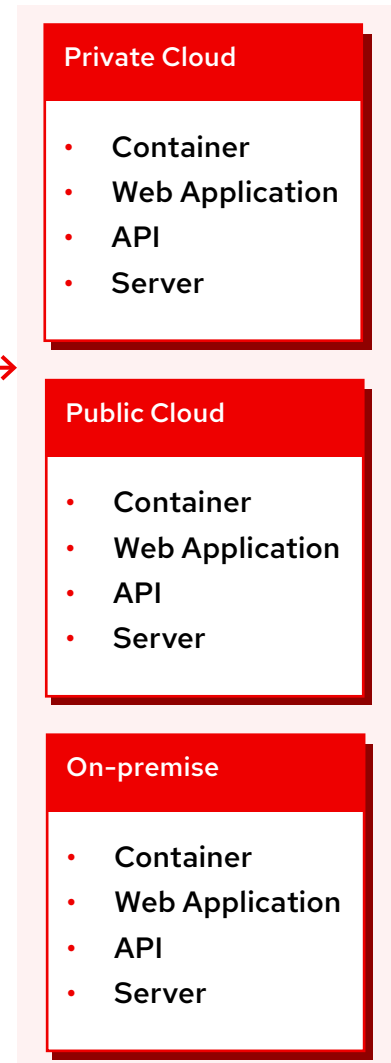 Private Cloud
• Container
• Web Application
• API
• Server
Public Cloud
• Container
• Web Application
• API
• Server
On-premise
• Container
• Web Application
• API
• Server